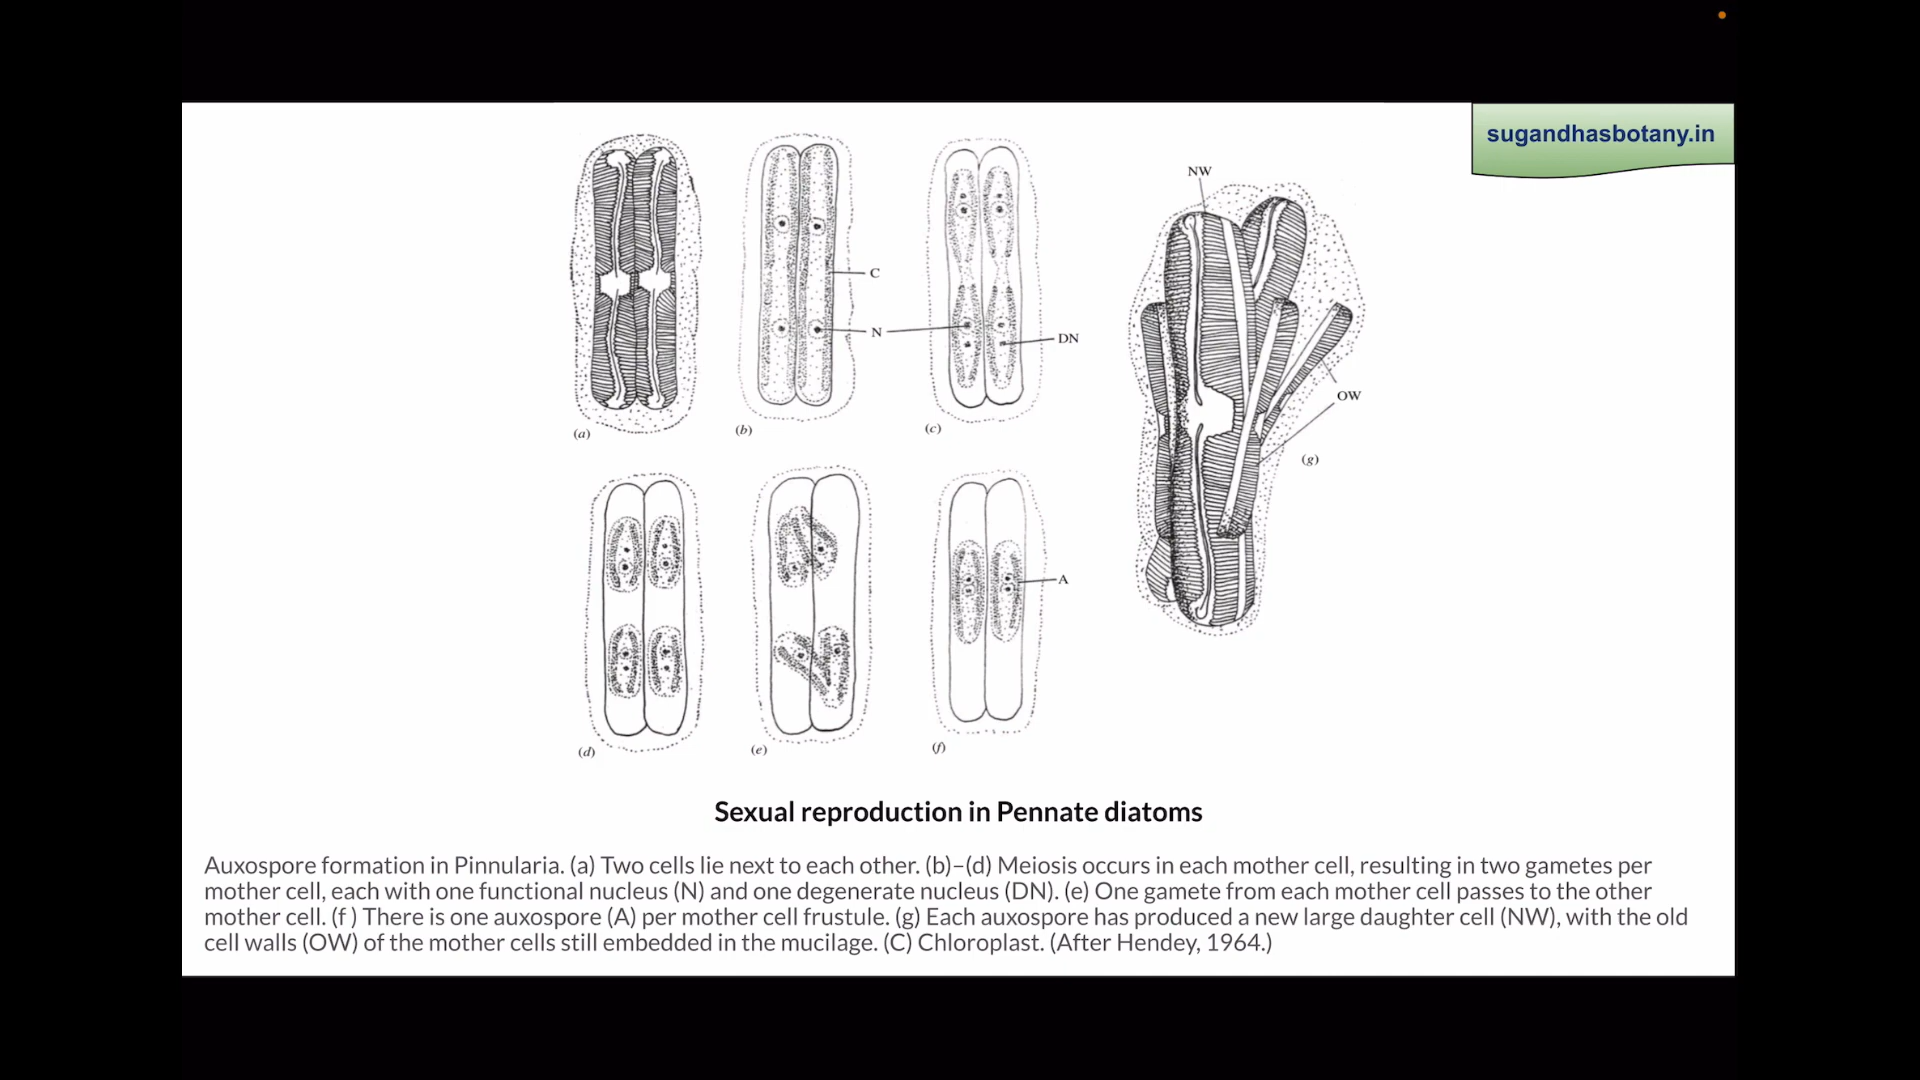 sugandhasbotany.in
NW
C
N
DN
OW
(a)
(b)
(c)
(g)
A
(d)
(e)
(f)
Sexual reproduction in Pennate diatoms
Auxospore formation in Pinnularia. (a) Two cells lie next to each other. (b)–(d) Meiosis occurs in each mother cell, resulting in two gametes per
mother cell, each with one functional nucleus (N) and one degenerate nucleus (DN). (e) One gamete from each mother cell passes to the other
mother cell. (f ) There is one auxospore (A) per mother cell frustule. (g) Each auxospore has produced a new large daughter cell (NW), with the old
cell walls (OW) of the mother cells still embedded in the mucilage. (C) Chloroplast. (After Hendey, 1964.)